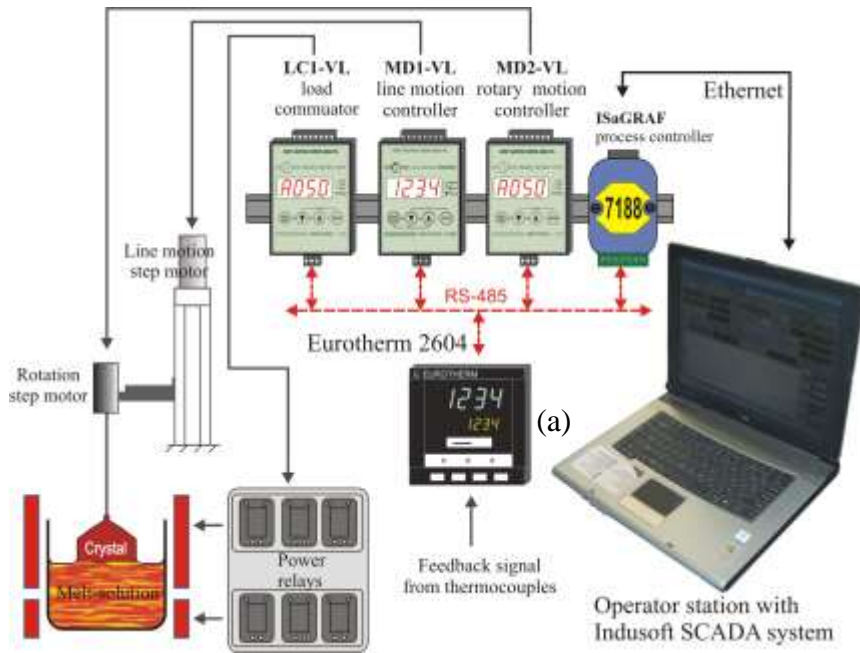 LC1-VL
load
commuator
MD1-VL
line motion
controller
MD2-VL
rotary motion
controller
ISaGRAF
process controller
Ethernet
A050
1234
A050
7188
Line motion
step motor
RS-485
Eurotherm 2604
EUROTHERM
1234
1234
(a)
Rotation
step motor
Crystal
Melt-solution
Power
relays
Feedback signal
from thermocouples
Operator station with
Indusoft SCADA system